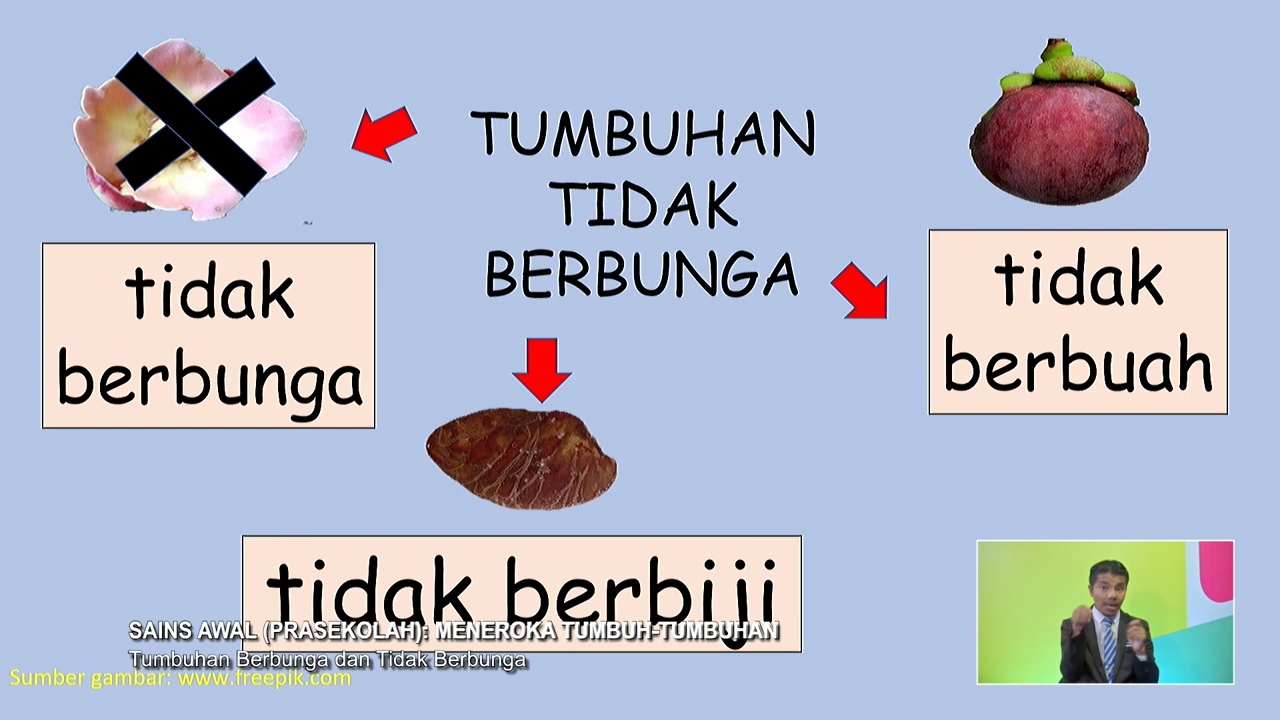 TUMBUHAN
TIDAK
BERBUNGA
tidak
berbunga
tidak
berbuah
tidak berbiji
SAINS AWAL (PRASEKOLAH): MENEROKA TUMBUH-TUMBUHAN
Tumbuhan Berbunga dan Tidak Berbunga
Sumber gambar: www.freepik.com